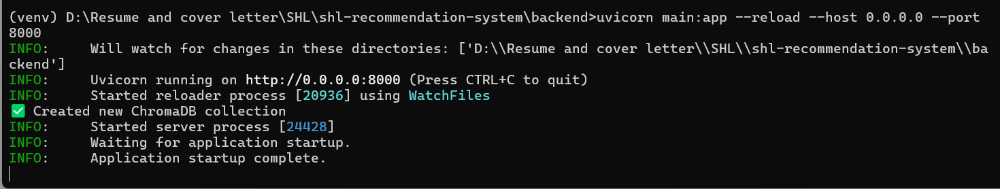 (venv) D:\Resume and cover letter\SHL\shl-recommendation-system\backend>uvicorn main:app --reload --host 0.0.0.0 --port
8000
INFO:     Will watch for changes in these directories: ['D:\\Resume and cover letter\\SHL\\shl-recommendation-system\\ba
ckend']
INFO:     Uvicorn running on http://0.0.0.0:8000 (Press CTRL+C to quit)
INFO:     Started reloader process [20936] using WatchFiles
✅ Created new ChromaDB collection
INFO:     Started server process [24428]
INFO:     Waiting for application startup.
INFO:     Application startup complete.